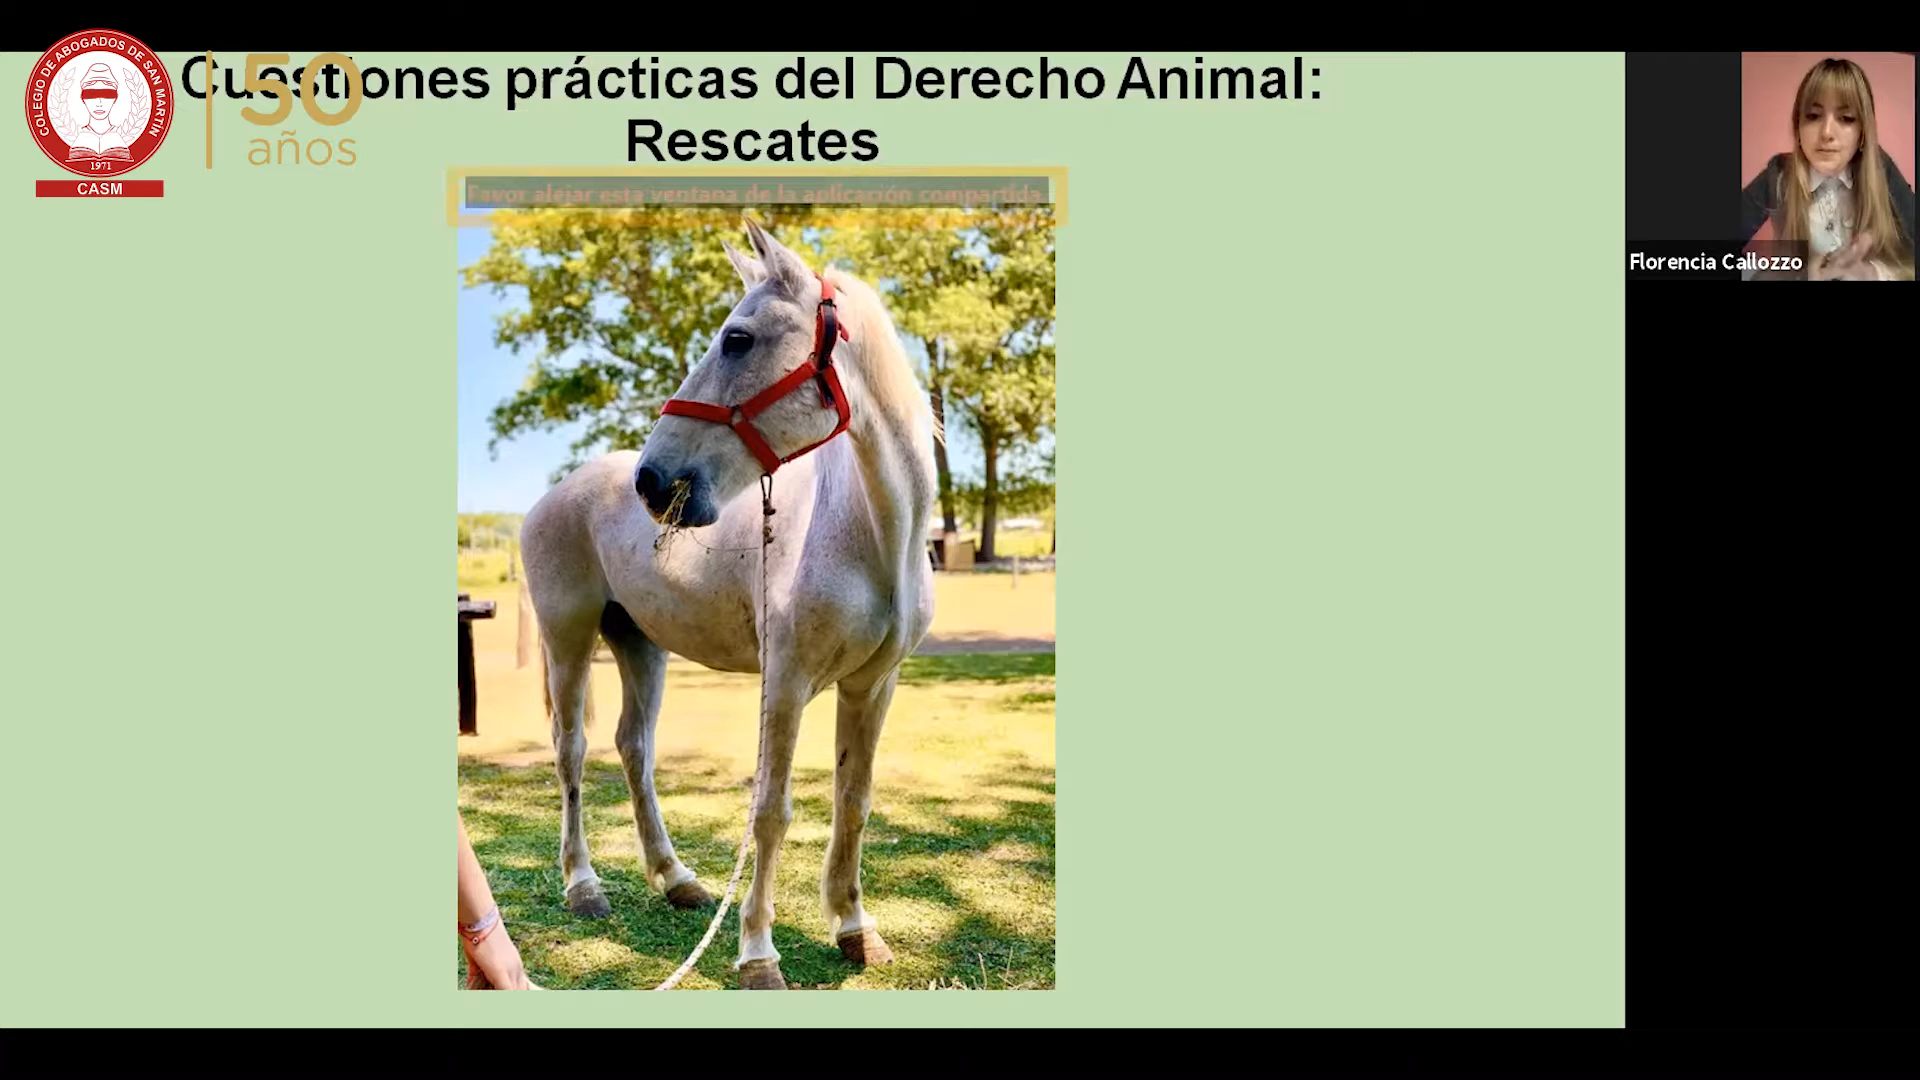 COLEGIO DE ABOGADOS DE SAN MARTIN
1971
CASM
50
años
Cuestiones prácticas del Derecho Animal:
Rescates
Favor alejar esta ventana de la aplicación compartida
Florencia Callozzo